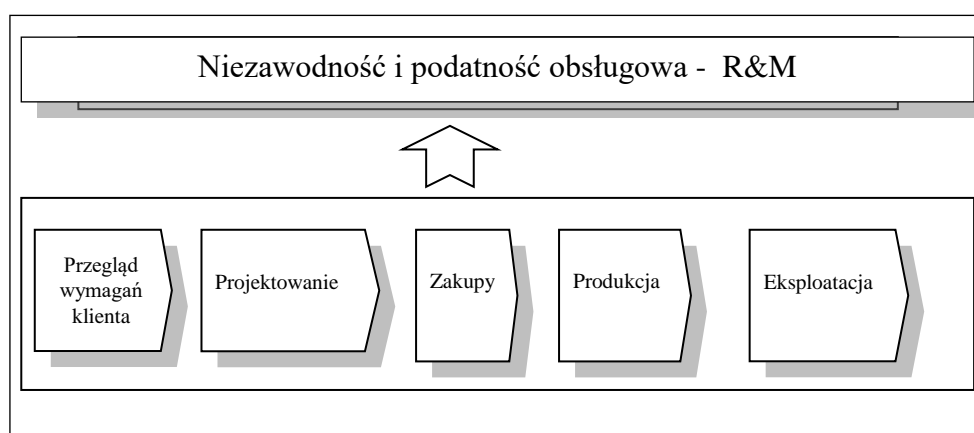 Niezawodność i podatność obsługowa - R&M
Przegląd
wymagań
klienta
Projektowanie
Zakupy
Produkcja
Eksploatacja